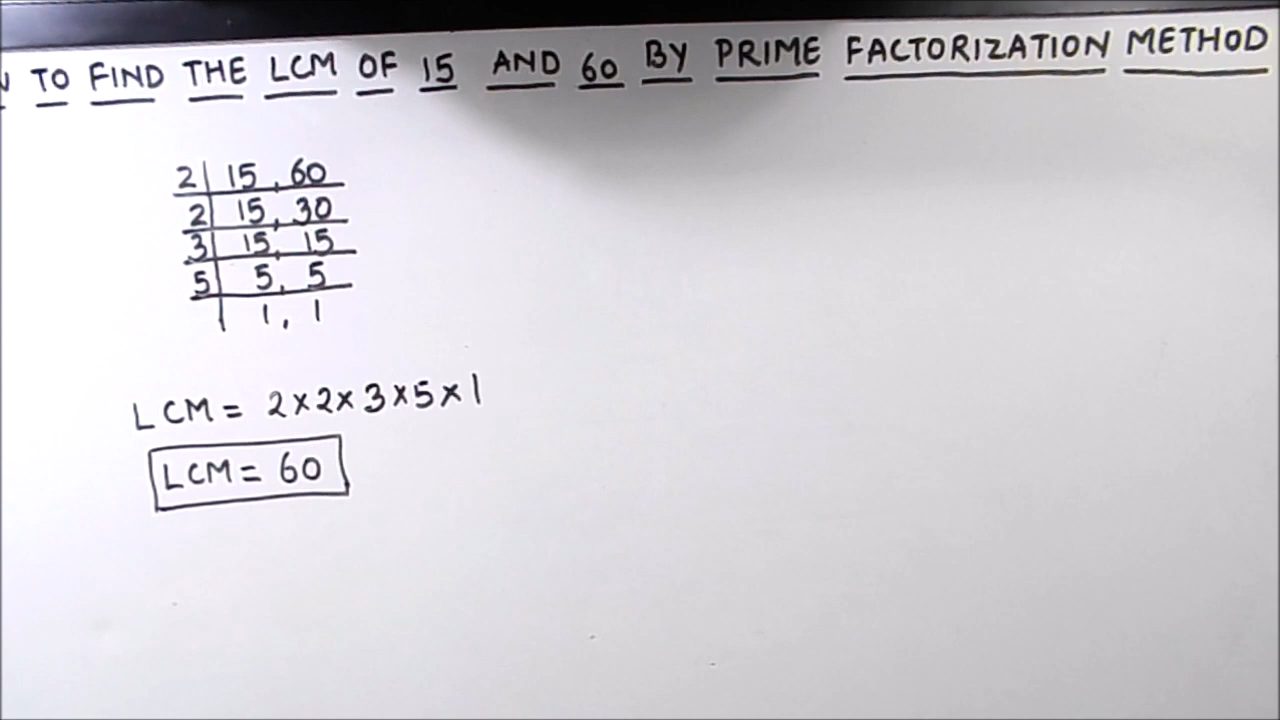 TO FIND THE LCM OF 15 AND 60 BY PRIME FACTORIZATION METHOD
2 | 15, 60
2 | 15, 30
3 | 15, 15
5 | 5, 5
| 1, 1
LCM = 2×2×3×5×1
LCM = 60